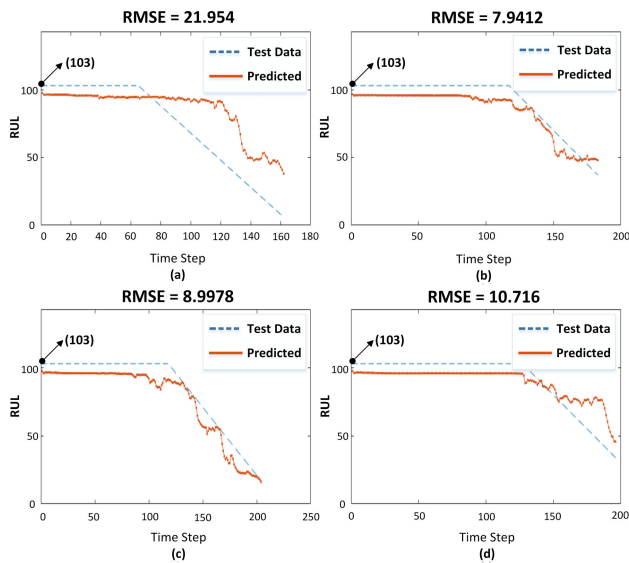 RMSE = 21.954
(103)
Test Data
Predicted
100
50
0
RUL
0 20 40 60 80 100 120 140 160 180
Time Step
(a)
RMSE = 7.9412
(103)
Test Data
Predicted
100
50
0
RUL
0 50 100 150 200
Time Step
(b)
RMSE = 8.9978
(103)
Test Data
Predicted
100
50
0
RUL
0 50 100 150 200 250
Time Step
(c)
RMSE = 10.716
(103)
Test Data
Predicted
100
50
0
RUL
0 50 100 150 200
Time Step
(d)